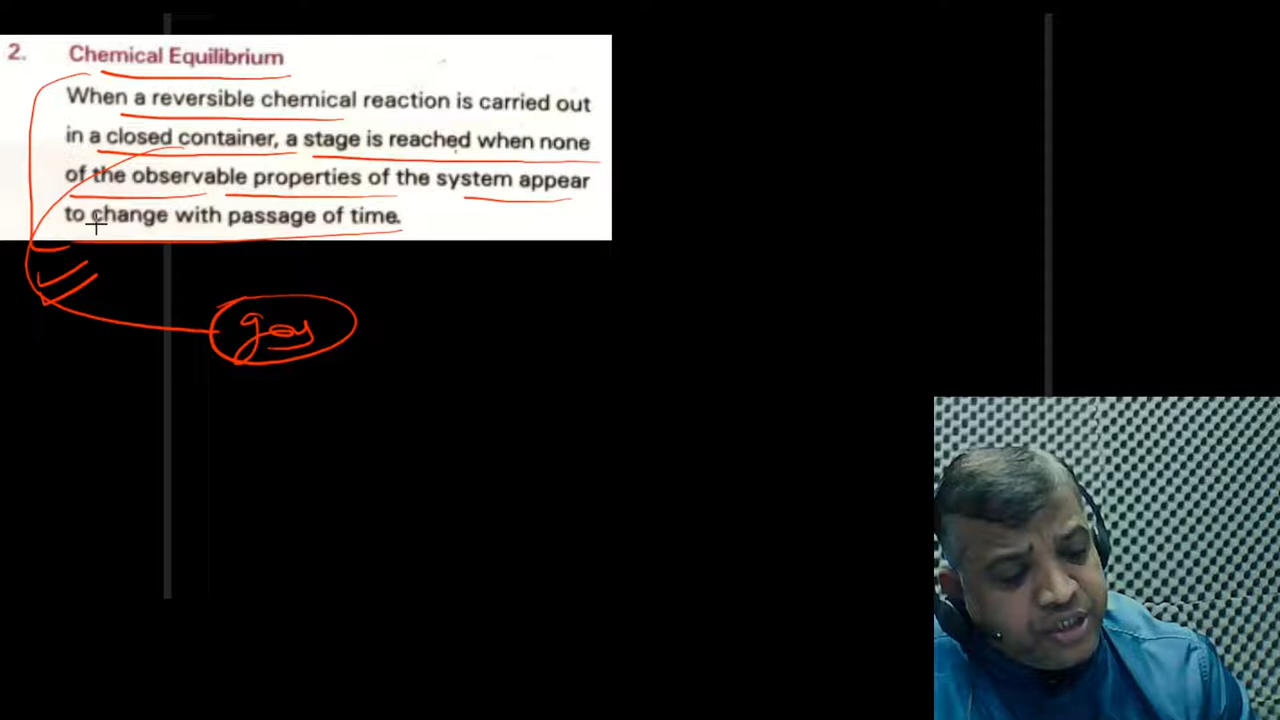 2. Chemical Equilibrium
When a reversible chemical reaction is carried out
in a closed container, a stage is reached when none
of the observable properties of the system appear
to change with passage of time.
gas